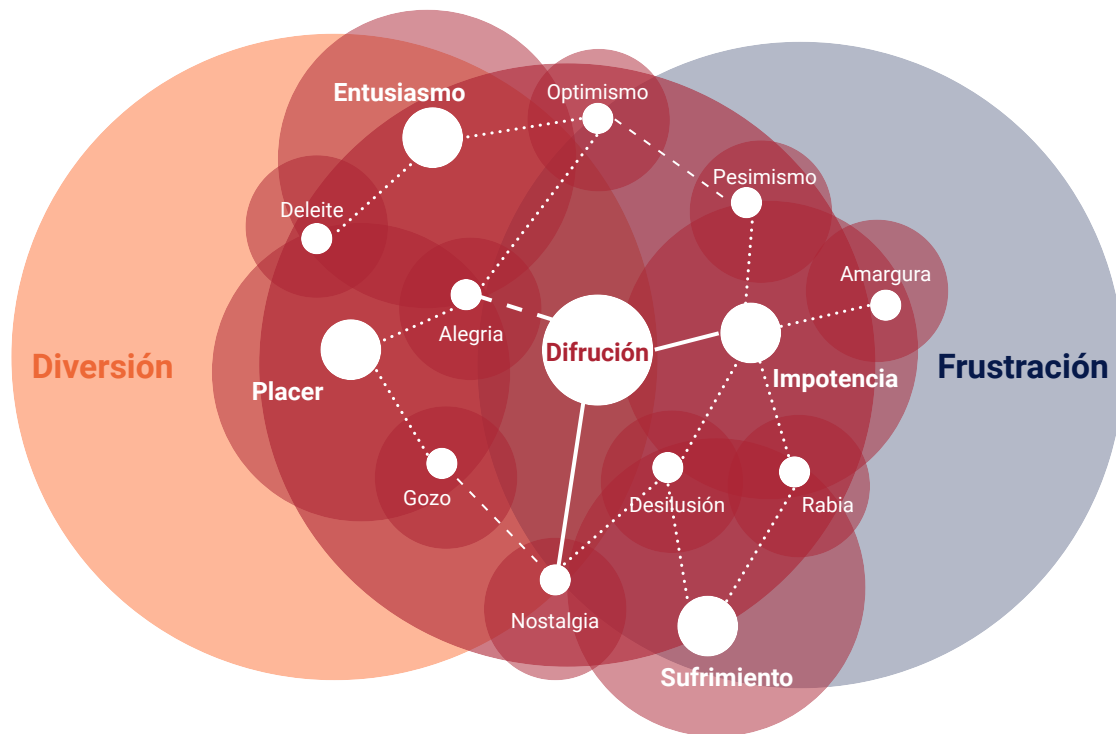 Entusiasmo
Optimismo
Pesimismo
Deleite
Amargura
Alegria
Difrución
Diversión
Placer
Impotencia
Frustración
Gozo
Desilusión
Rabia
Nostalgia
Sufrimiento